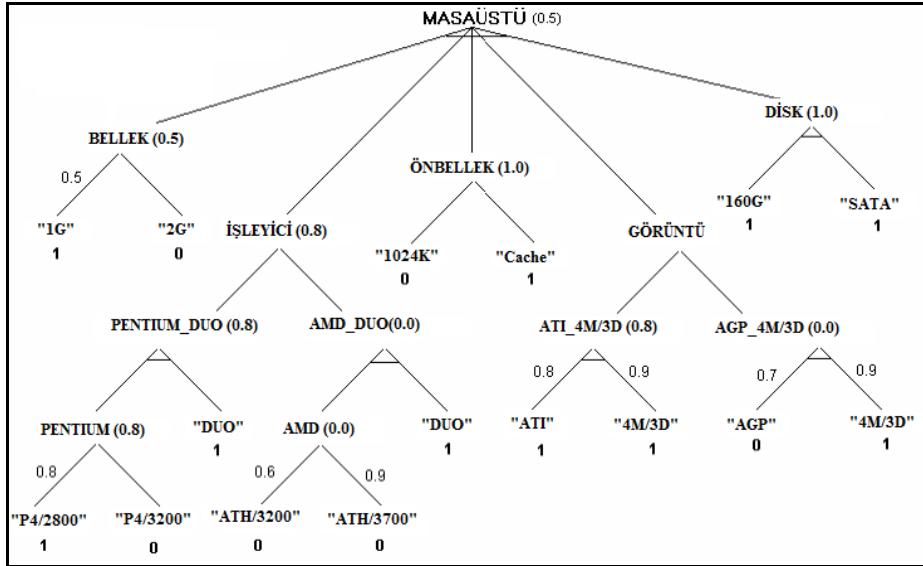 MASAÜSTÜ (0.5)
DİSK (1.0)
BELLEK (0.5)
ÖNBELLEK (1.0)
0.5
"160G"
1
"SATA"
1
"1G"
1
"2G"
0
İŞLEYİCİ (0.8)
GÖRÜNTÜ
"1024K"
0
"Cache"
1
PENTIUM_DUO (0.8)
AMD_DUO(0.0)
ATI_4M/3D (0.8)
AGP_4M/3D (0.0)
0.8
0.9
0.7
0.9
PENTIUM (0.8)
"DUO"
1
AMD (0.0)
"DUO"
1
"ATI"
1
"4M/3D"
1
"AGP"
0
"4M/3D"
1
0.8
0.6
0.9
"P4/2800"
1
"P4/3200"
0
"ATH/3200"
0
"ATH/3700"
0